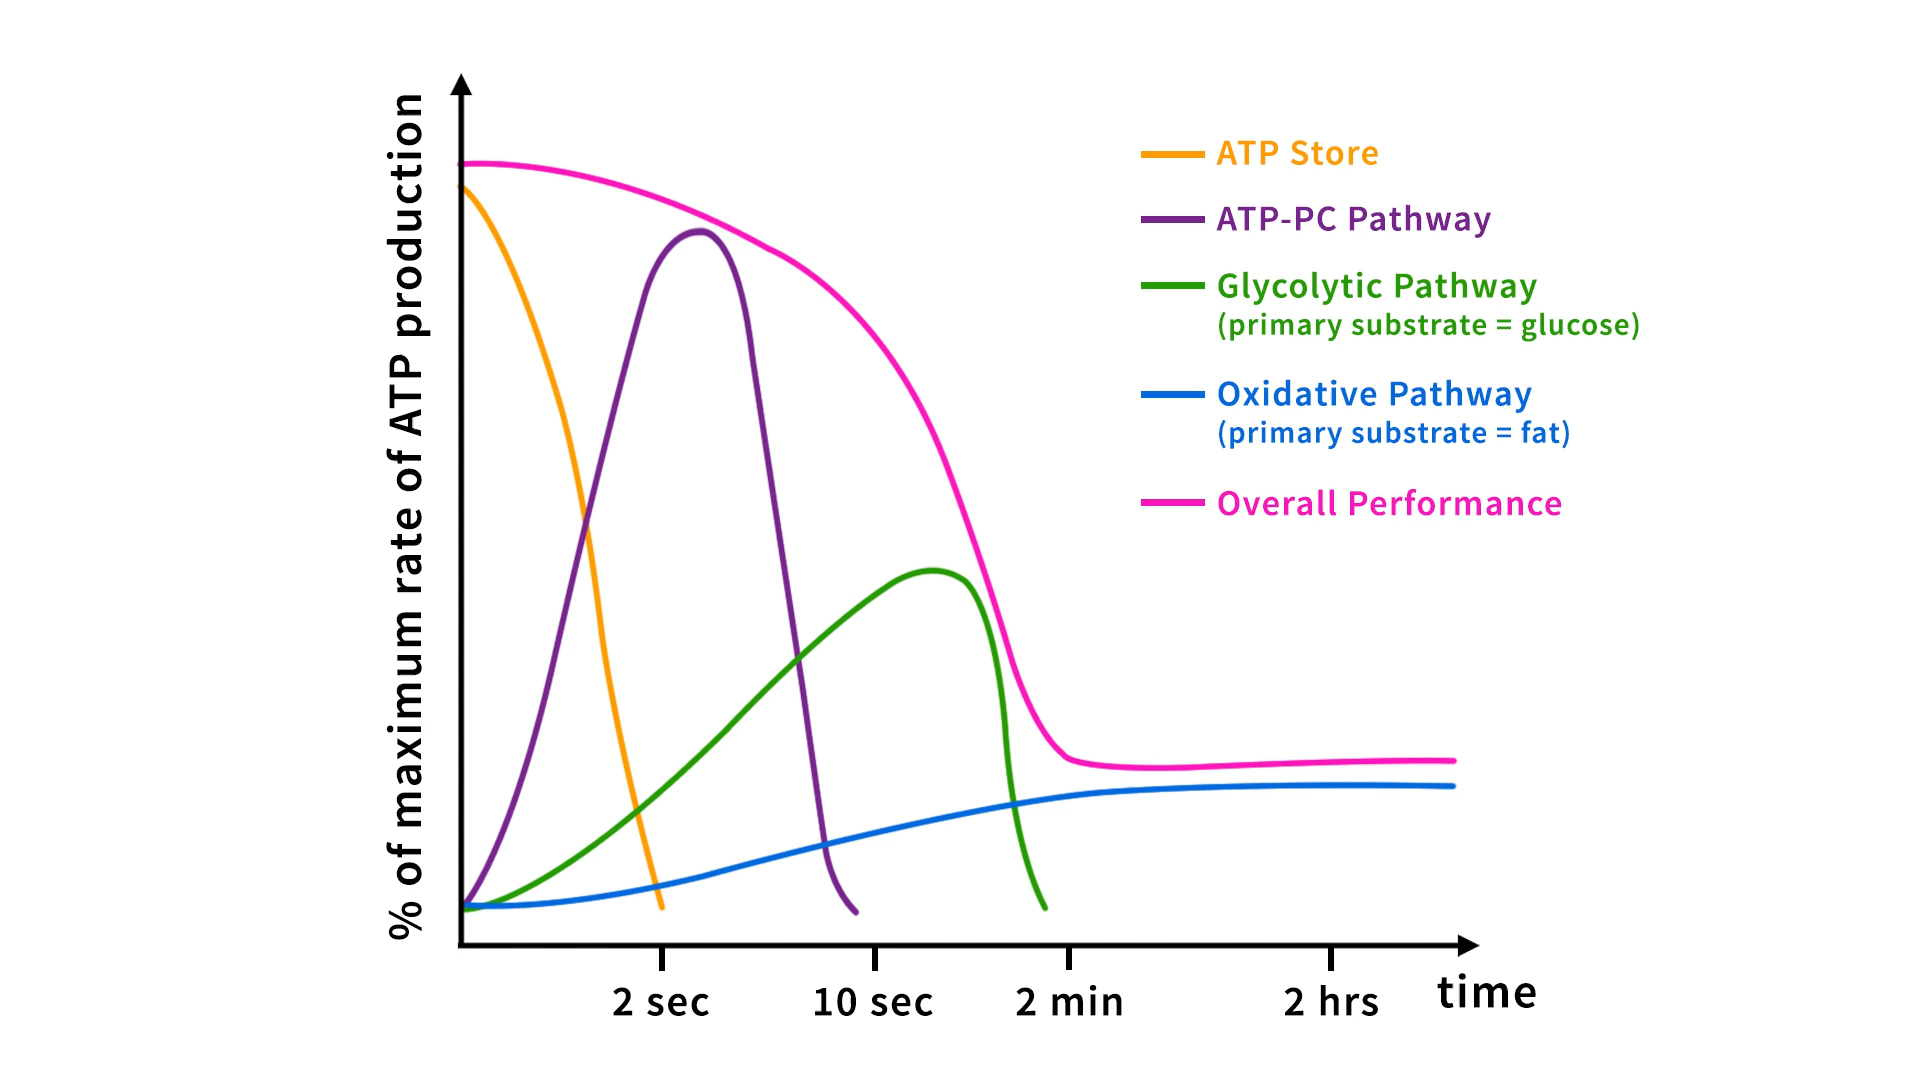 % of maximum rate of ATP production
ATP Store
ATP-PC Pathway
Glycolytic Pathway
(primary substrate = glucose)
Oxidative Pathway
(primary substrate = fat)
Overall Performance
2 sec
10 sec
2 min
2 hrs
time